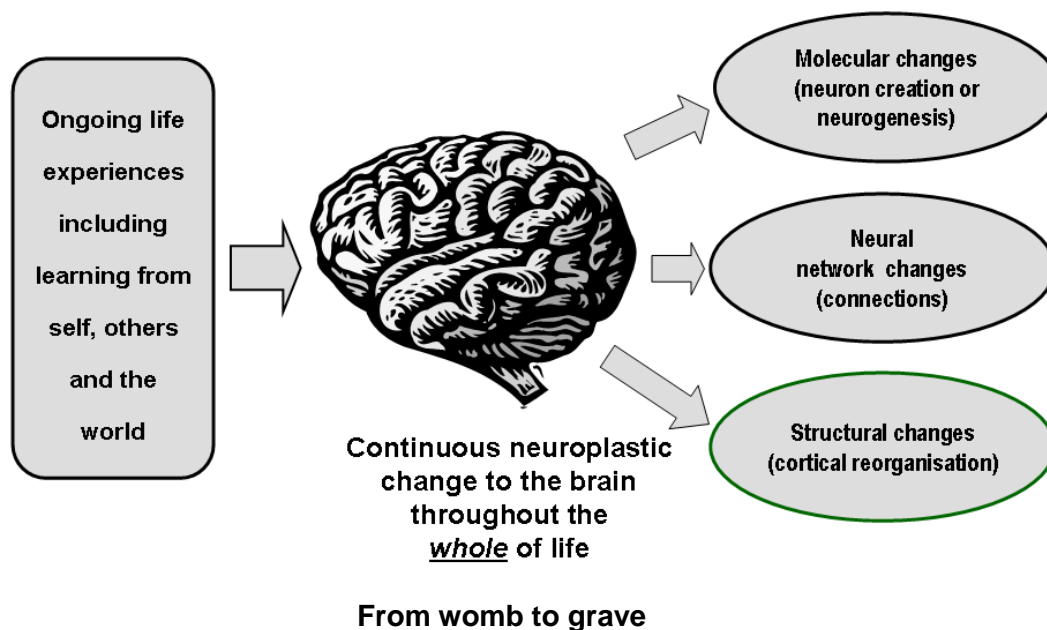 Ongoing life
experiences
including
learning from
self, others
and the
world
Continuous neuroplastic
change to the brain
throughout the
whole of life
From womb to grave
Molecular changes
(neuron creation or
neurogenesis)
Neural
network changes
(connections)
Structural changes
(cortical reorganisation)